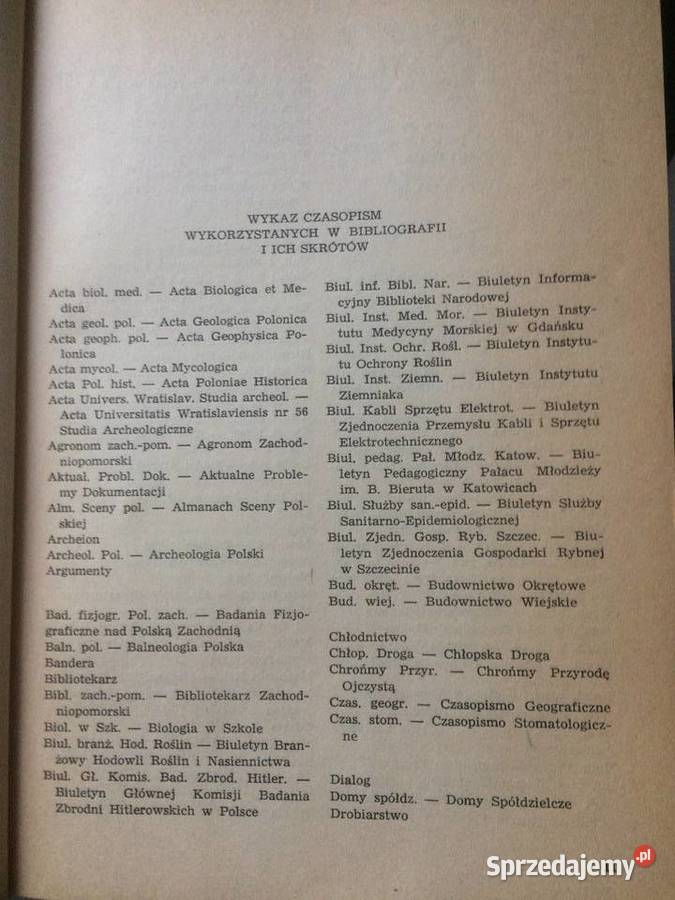 WYKAZ CZASOPISM
WYKORZYSTANYCH W BIBLIOGRAFII
I ICH SKRÓTÓW
Acta biol. med. — Acta Biologica et Me-
dica
Acta geol. pol. — Acta Geologica Polonica
Acta geoph. pol. — Acta Geophysica Po-
lonica
Acta mycol. — Acta Mycologica
Acta Pol. hist. — Acta Poloniae Historica
Acta Univers. Wratislav. Studia archeol. —
Acta Universitatis Wratislaviensis nr 56
Studia Archeologiczne
Agronom zach.-pom. — Agronom Zachod-
niopomorski
Aktual. Probl. Dok. — Aktualne Proble-
my Dokumentacji
Alm. Sceny pol. — Almanach Sceny Pol-
skiej
Archeion
Archeol. Pol. — Archeologia Polski
Argumenty
Bad. fizjogr. Pol. zach. — Badania Fizjo-
graficzne nad Polską Zachodnią
Baln. pol. — Balneologia Polska
Bandera
Bibliotekarz
Bibl. zach.-pom. — Bibliotekarz Zachod-
niopomorski
Biol. w Szk. — Biologia w Szkole
Biul. branż. Hod. Roślin — Biuletyn Bran-
żowy Hodowli Roślin i Nasiennictwa
Biul. Gł. Komis. Bad. Zbrod. Hitler. —
Biuletyn Głównej Komisji Badania
Zbrodni Hitlerowskich w Polsce
Biul. inf. Bibl. Nar. — Biuletyn Informa-
cyjny Biblioteki Narodowej
Biul. Inst. Med. Mor. — Biuletyn Insty-
tutu Medycyny Morskiej w Gdańsku
Biul. Inst. Ochr. Rośl. — Biuletyn Instytu-
tu Ochrony Roślin
Biul. Inst. Ziemn. — Biuletyn Instytutu
Ziemniaka
Biul. Kabli Sprzętu Elektrot. — Biuletyn
Zjednoczenia Przemysłu Kabli i Sprzętu
Elektrotechnicznego
Biul. pedag. Pał. Młodz. Katow. — Biu-
letyn Pedagogiczny Pałacu Młodzieży
im. B. Bieruta w Katowicach
Biul. Służby san.-epid. — Biuletyn Służby
Sanitarno-Epidemiologicznej
Biul. Zjedn. Gosp. Ryb. Szczec. — Biu-
letyn Zjednoczenia Gospodarki Rybnej
w Szczecinie
Bud. okręt. — Budownictwo Okrętowe
Bud. wiej. — Budownictwo Wiejskie
Chłodnictwo
Chłop. Droga — Chłopska Droga
Chrońmy Przyr. — Chrońmy Przyrodę
Ojczystą
Czas. geogr. — Czasopismo Geograficzne
Czas. stom. — Czasopismo Stomatologicz-
ne
Dialog
Domy spółdz. — Domy Spółdzielcze
Drobiarstwo
Sprzedajemy.pl